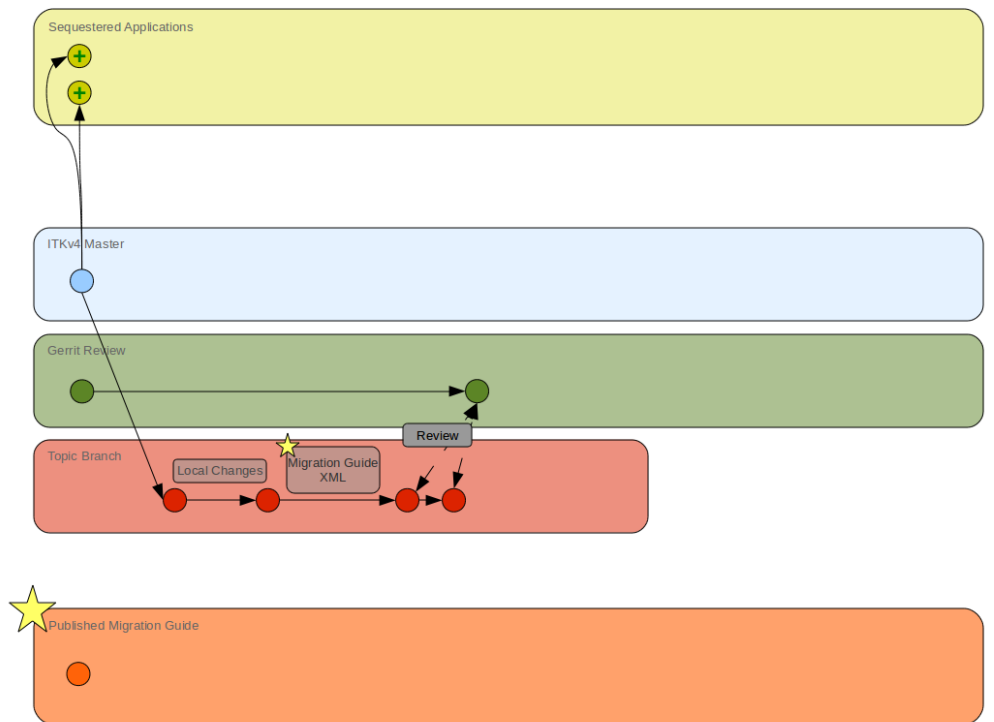 Sequestered Applications
ITKv4 Master
Gerrit Review
Review
Topic Branch
Local Changes
Migration Guide
XML
Published Migration Guide